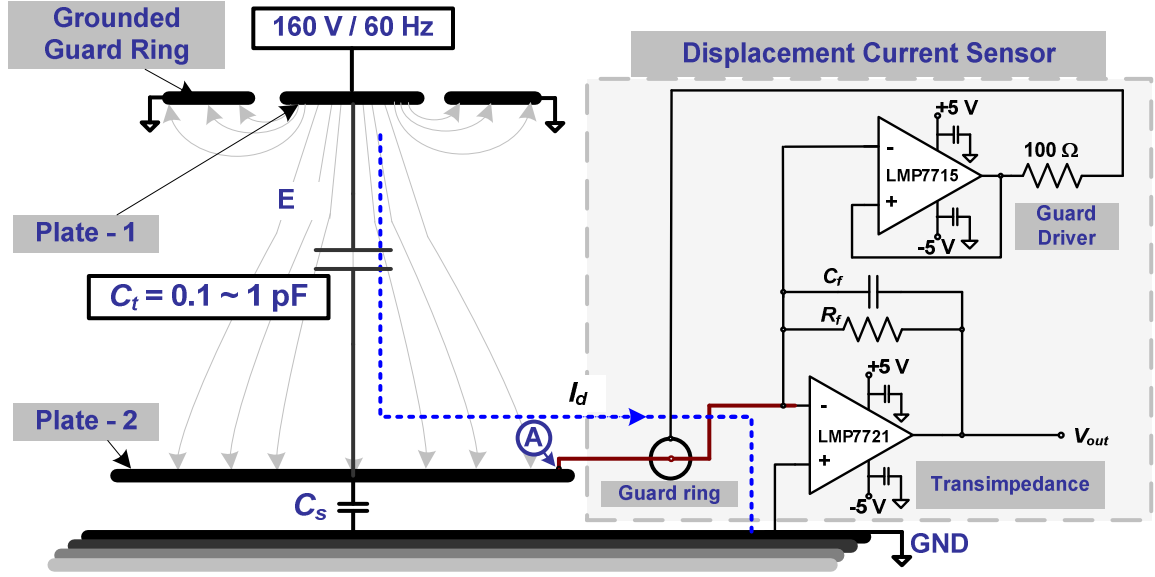 Grounded
Guard Ring
160 V / 60 Hz
Displacement Current Sensor
+5 V
-
LMP7715
+
-5 V
100 Ω
Guard
Driver
E
Plate - 1
Ct = 0.1 ~ 1 pF
Cf
Rf
Id
+5 V
-
LMP7721
+
-5 V
Vout
Plate - 2
A
Guard ring
Transimpedance
Cs
GND